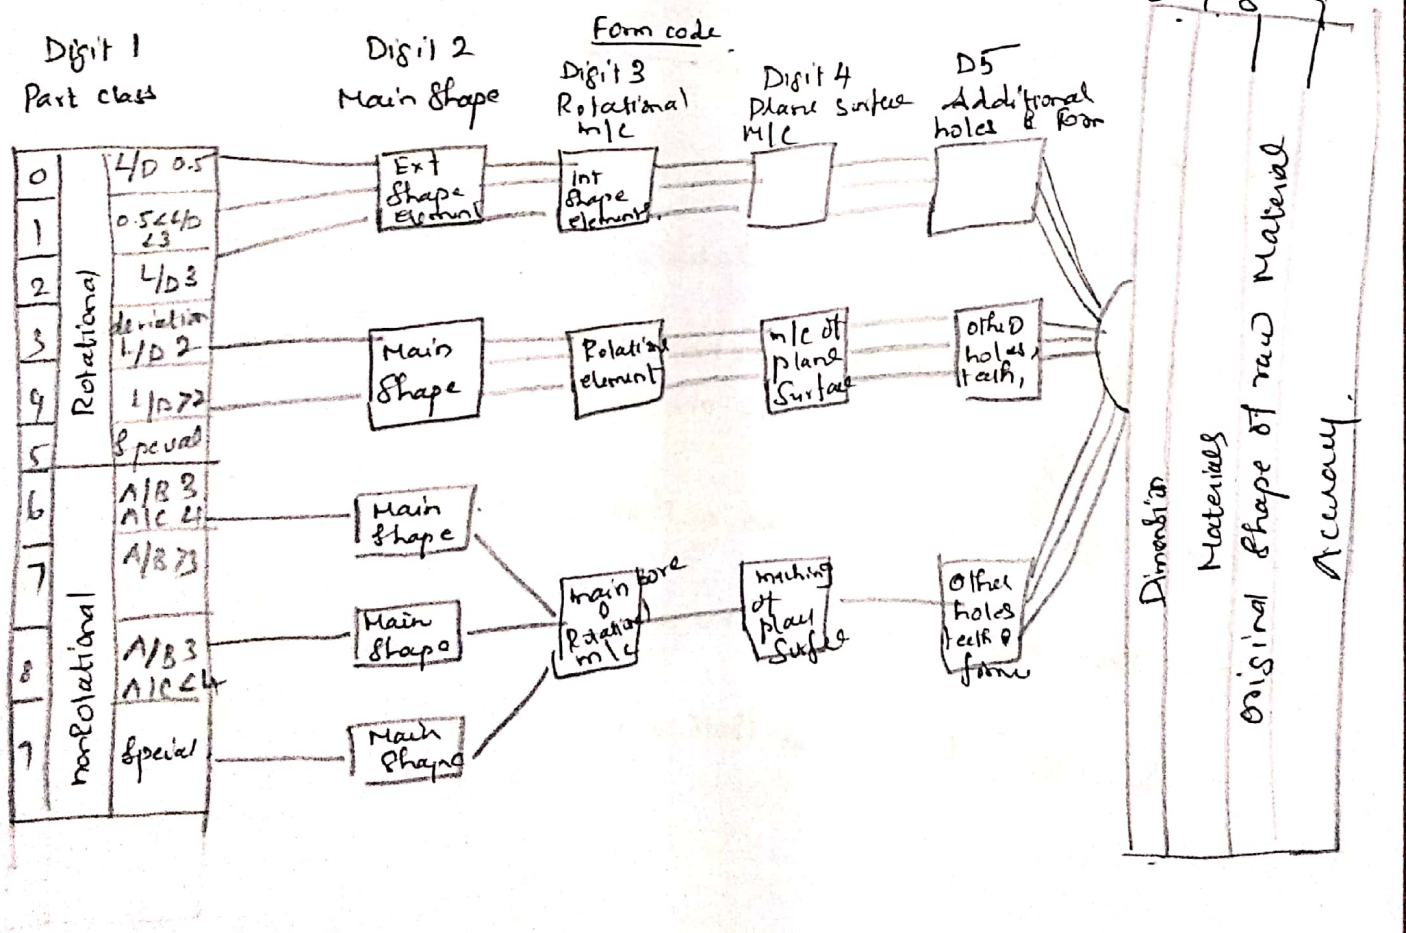 Form code
Digit 1
Part class
Digit 2
Main Shape
Digit 3
Rotational
m/c
Digit 4
Plane Surface
M/C
D5
Additional
holes & Form
0
L/D 0.5
1
0.5<L/D
<3
2
L/D 3
3
deviation
L/D 2
4
L/D>2
5
Special
Rotational
6
A/B 3
A/C 4
7
A/B>3
8
A/B 3
A/C<4
9
Special
nonRotational
Ext
Shape
element
int
Shape
elements.
Main
Shape
Rotational
element
m/c of
plane
Surface
other
holes,
teeth,
Main
Shape
Main
Shape
Main
Shape
main bore
Rotational
m/c
machining
of
plane
Surface
Other
holes
teeth &
form
Dimension
Materials
Original Shape of raw Material
Accuracy.